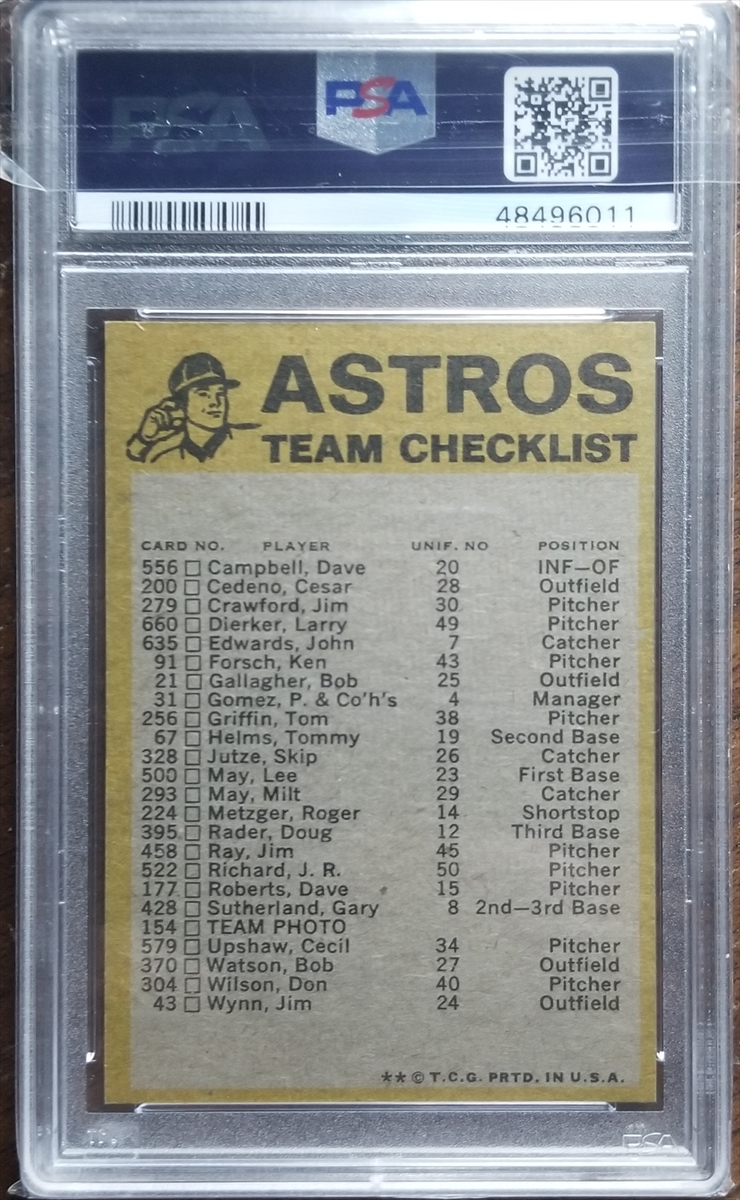 PSA
PSA
48496011
ASTROS
TEAM CHECKLIST
CARD NO. PLAYER UNIF. NO POSITION
556 □ Campbell, Dave 20 INF—OF
200 □ Cedeno, Cesar 28 Outfield
279 □ Crawford, Jim 30 Pitcher
660 □ Dierker, Larry 49 Pitcher
635 □ Edwards, John 7 Catcher
91 □ Forsch, Ken 43 Pitcher
21 □ Gallagher, Bob 25 Outfield
31 □ Gomez, P. & Co'h's 4 Manager
256 □ Griffin, Tom 38 Pitcher
67 □ Helms, Tommy 19 Second Base
328 □ Jutze, Skip 26 Catcher
500 □ May, Lee 23 First Base
293 □ May, Milt 29 Catcher
224 □ Metzger, Roger 14 Shortstop
395 □ Rader, Doug 12 Third Base
458 □ Ray, Jim 45 Pitcher
522 □ Richard, J. R. 50 Pitcher
177 □ Roberts, Dave 15 Pitcher
428 □ Sutherland, Gary 8 2nd—3rd Base
154 □ TEAM PHOTO
579 □ Upshaw, Cecil 34 Pitcher
370 □ Watson, Bob 27 Outfield
304 □ Wilson, Don 40 Pitcher
43 □ Wynn, Jim 24 Outfield
** © T.C.G. PRTD. IN U.S.A.
PSA